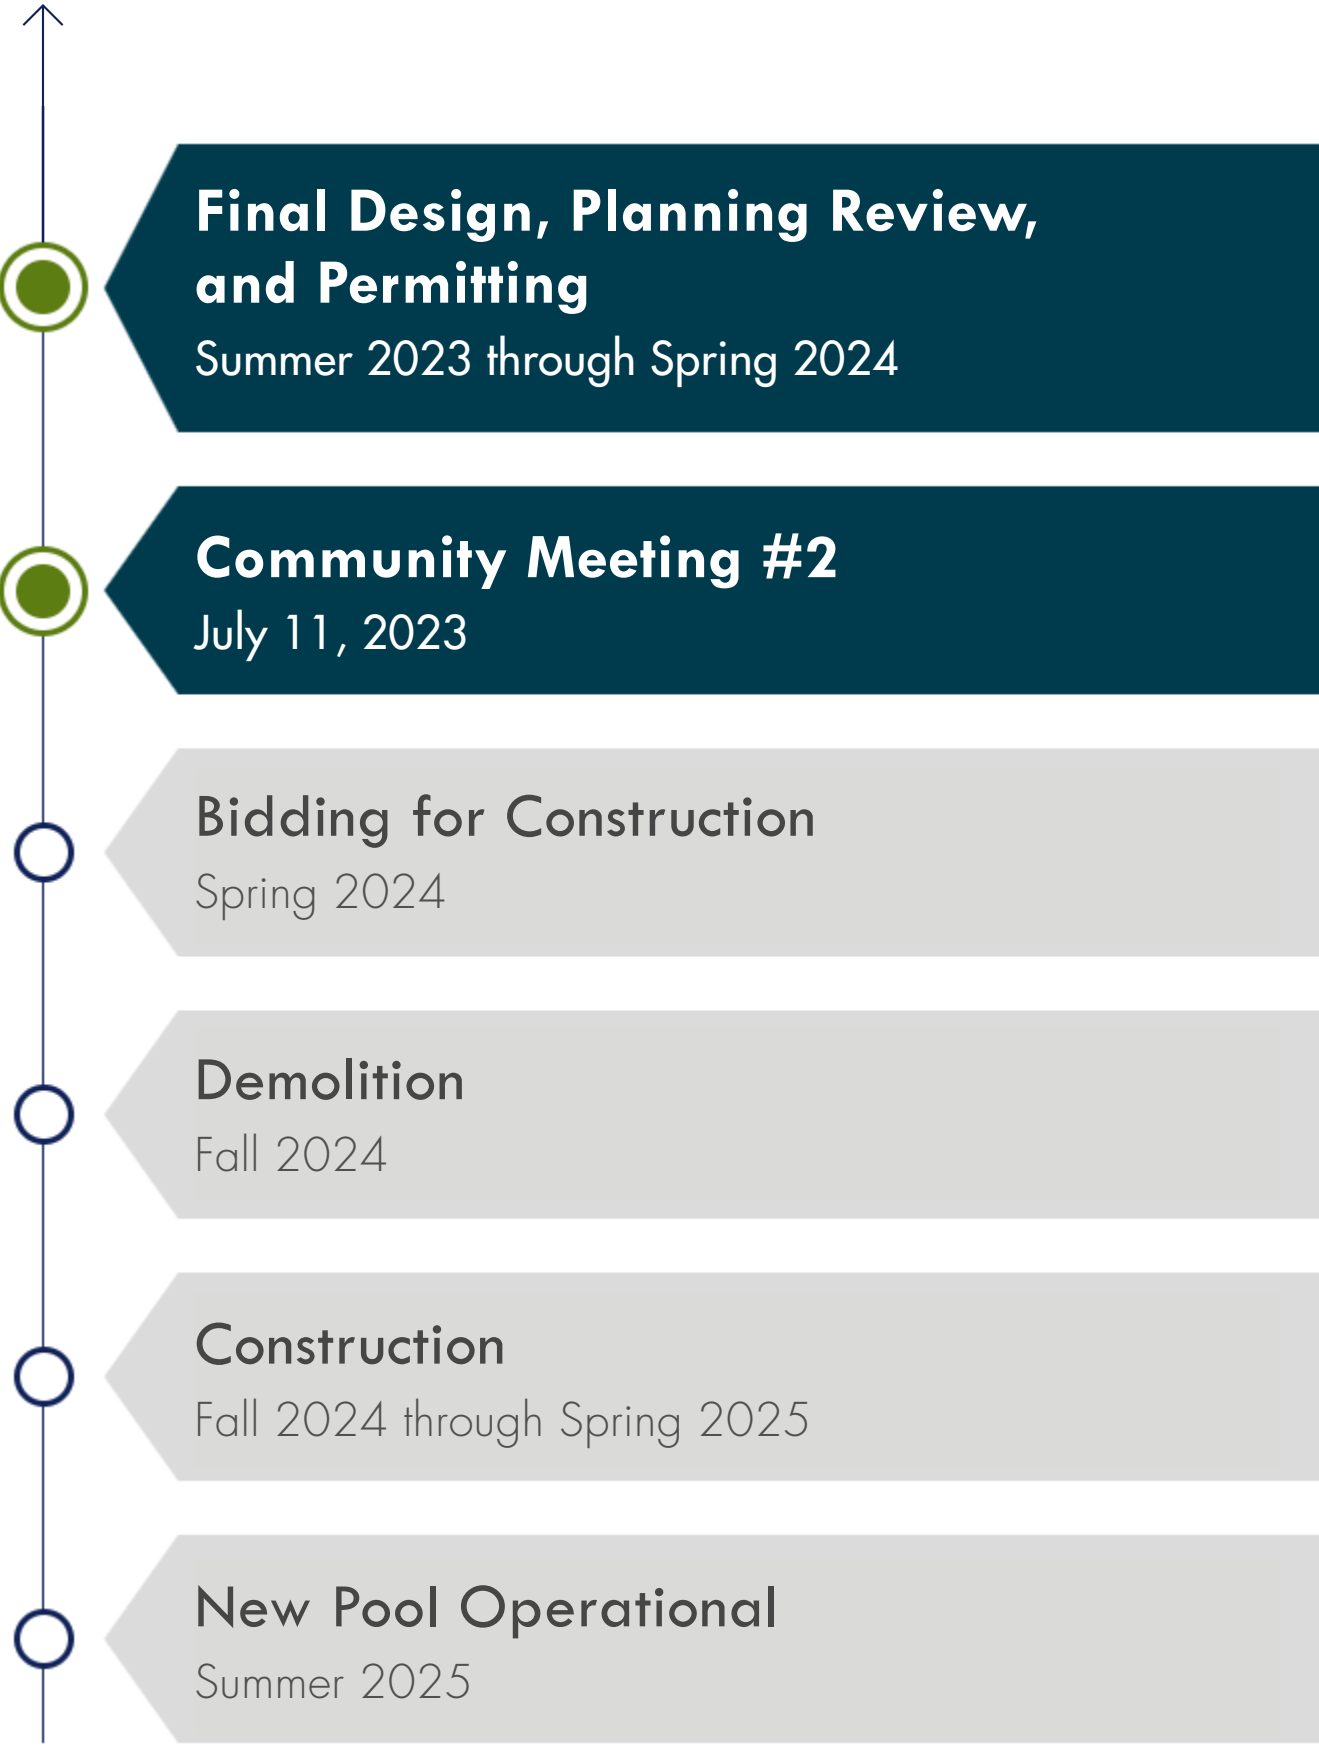 Final Design, Planning Review,
and Permitting
Summer 2023 through Spring 2024
Community Meeting #2
July 11, 2023
Bidding for Construction
Spring 2024
Demolition
Fall 2024
Construction
Fall 2024 through Spring 2025
New Pool Operational
Summer 2025